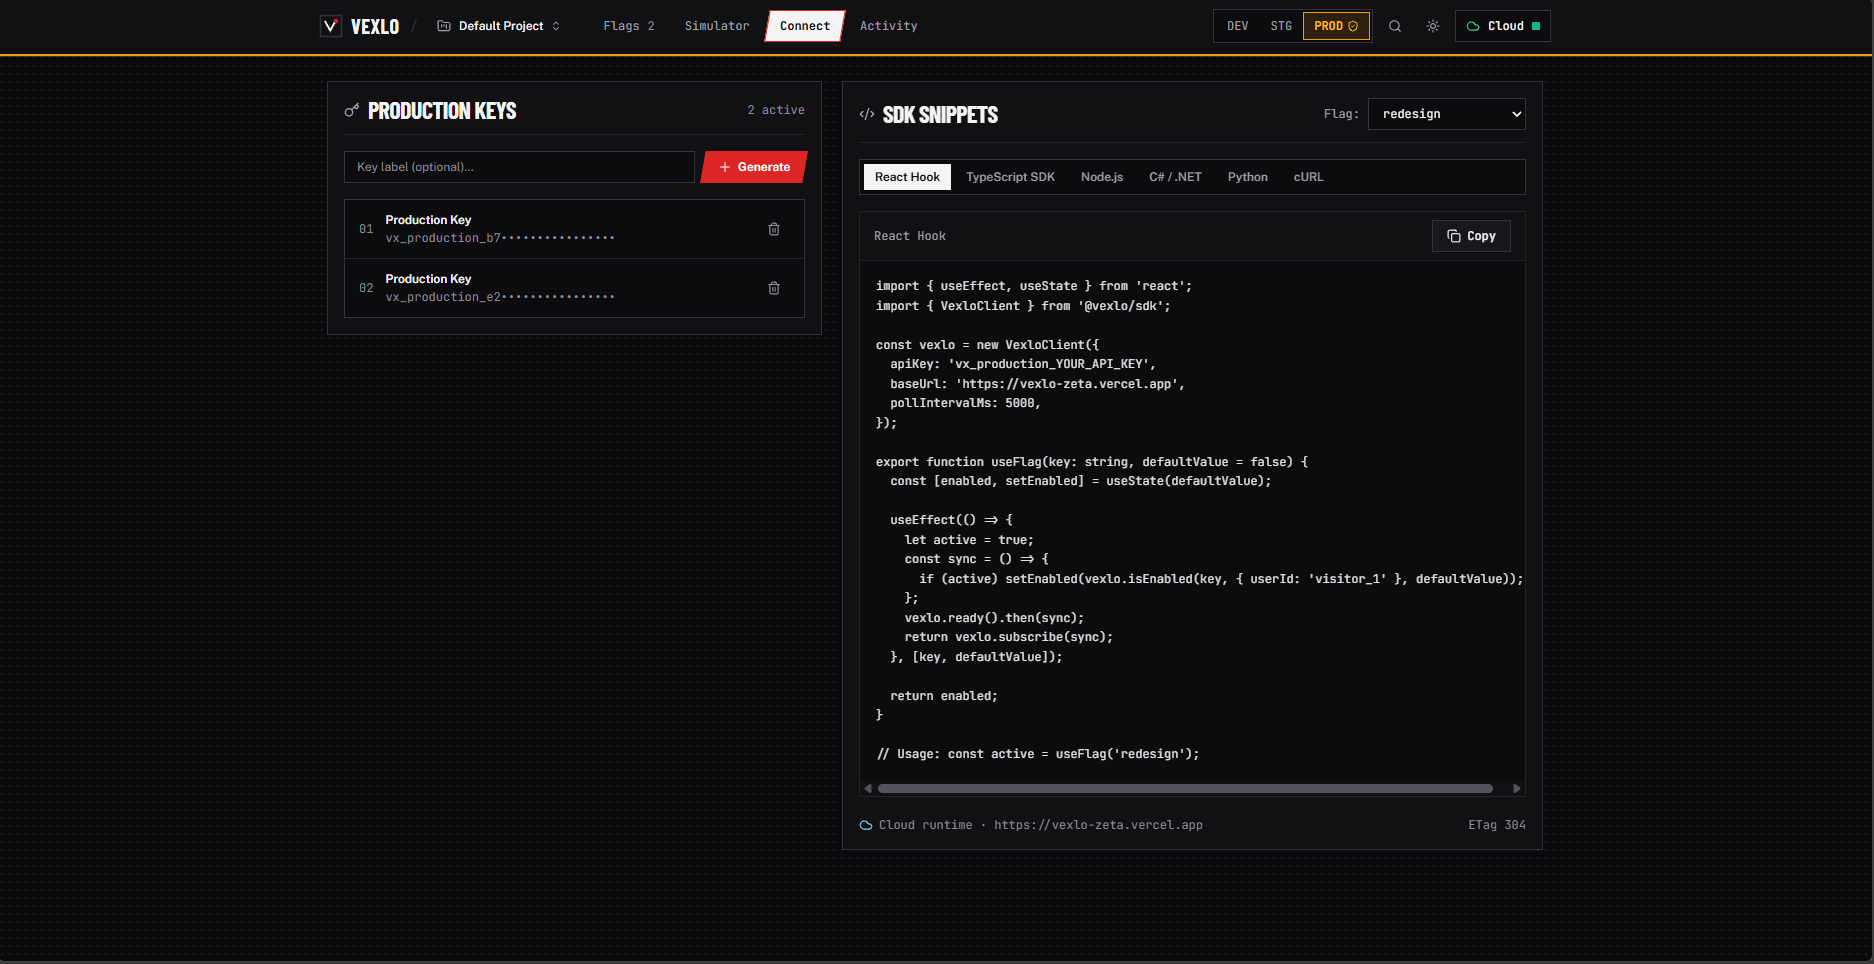 VEXLO / Default Project Flags 2 Simulator Connect Activity DEV STG PROD Cloud
PRODUCTION KEYS 2 active
Key label (optional)... + Generate
01 Production Key
vx_production_b7••••••••••••••••
02 Production Key
vx_production_e2••••••••••••••••
</> SDK SNIPPETS Flag: redesign
React Hook TypeScript SDK Node.js C# / .NET Python cURL
React Hook Copy
import { useEffect, useState } from 'react';
import { VexloClient } from '@vexlo/sdk';
const vexlo = new VexloClient({
  apiKey: 'vx_production_YOUR_API_KEY',
  baseUrl: 'https://vexlo-zeta.vercel.app',
  pollIntervalMs: 5000,
});
export function useFlag(key: string, defaultValue = false) {
  const [enabled, setEnabled] = useState(defaultValue);
  useEffect(() => {
    let active = true;
    const sync = () => {
      if (active) setEnabled(vexlo.isEnabled(key, { userId: 'visitor_1' }, defaultValue));
    };
    vexlo.ready().then(sync);
    return vexlo.subscribe(sync);
  }, [key, defaultValue]);
  return enabled;
}
// Usage: const active = useFlag('redesign');
Cloud runtime · https://vexlo-zeta.vercel.app ETag 304